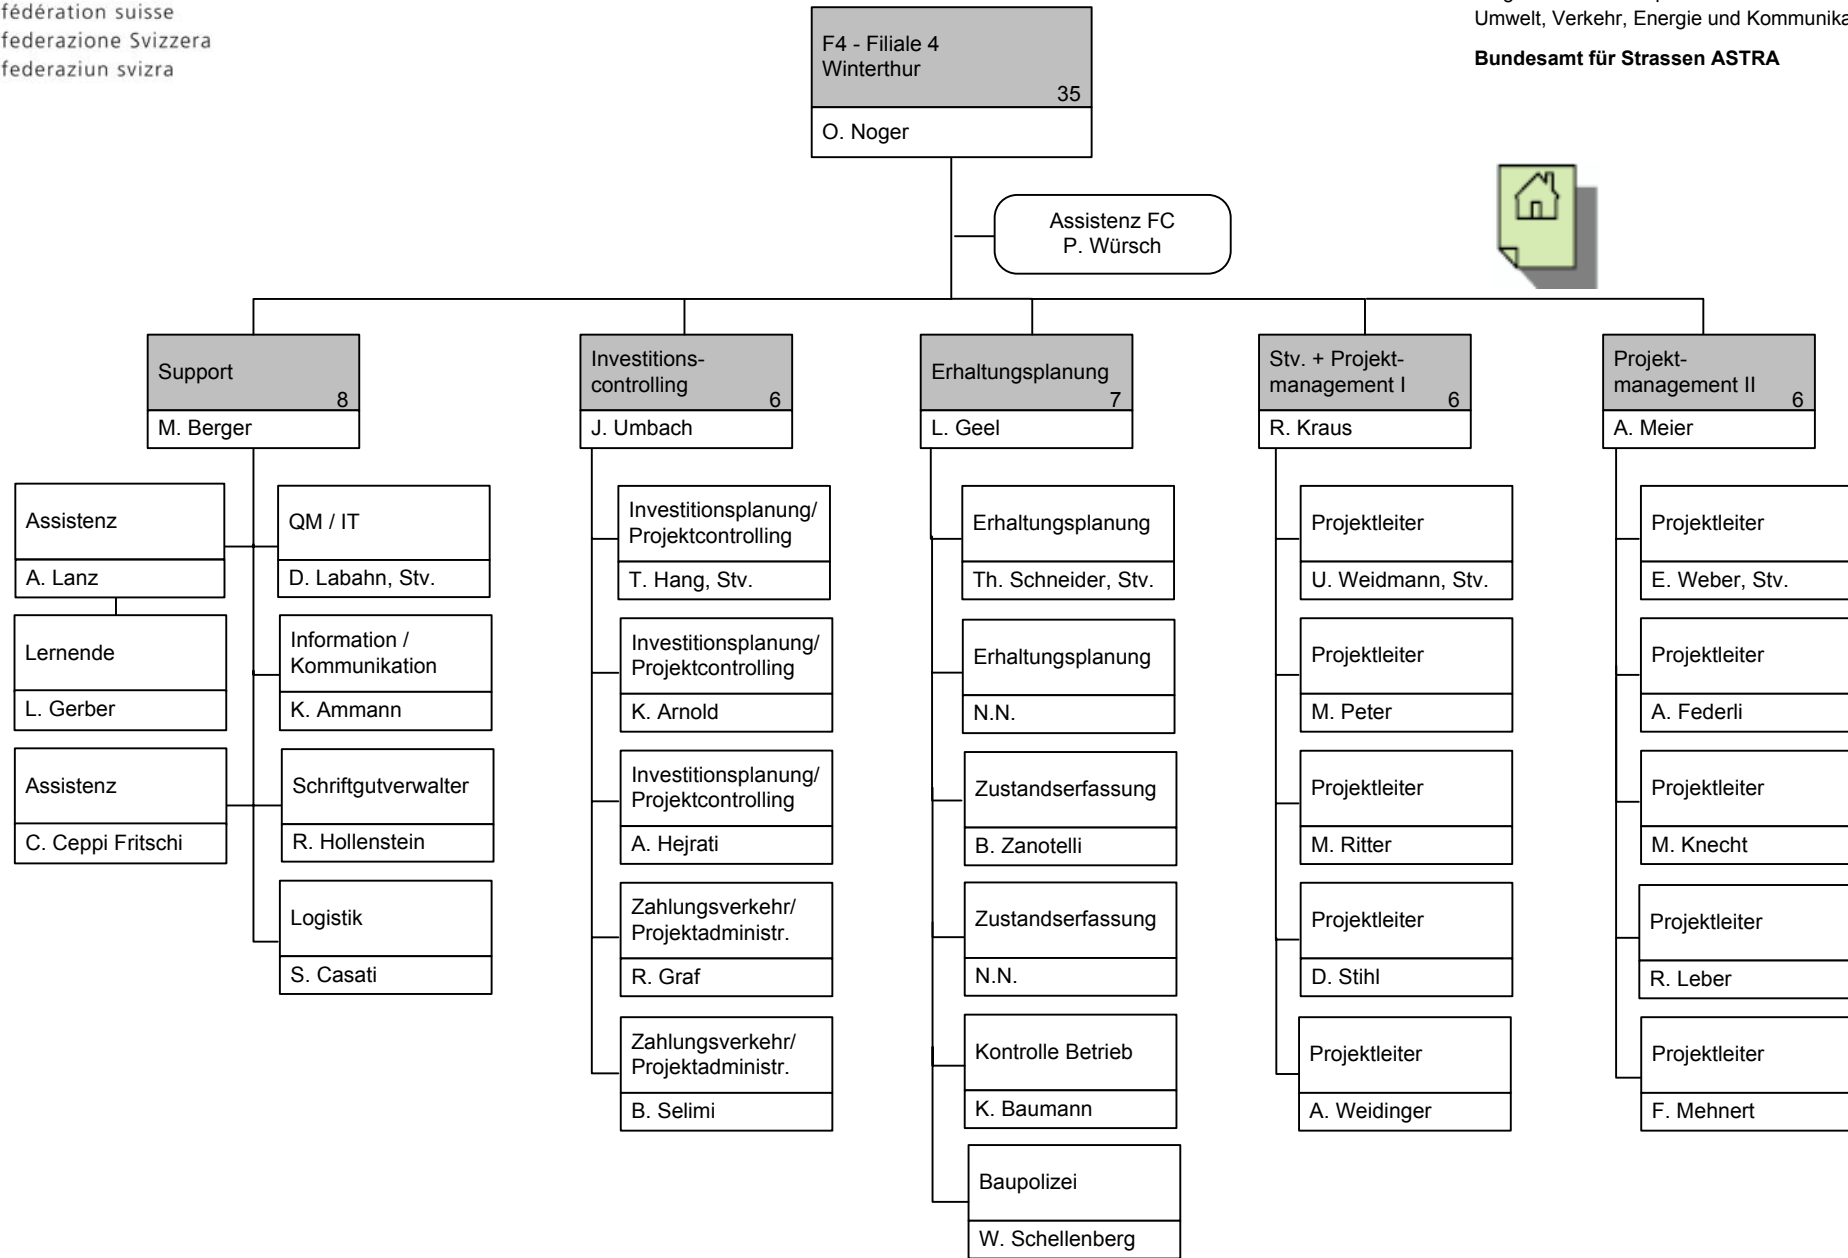 fédération suisse
federazione Svizzera
federaziun svizra
Umwelt, Verkehr, Energie und
Bundesamt für Strassen ASTRA
F4 - Filiale 4
Winterthur
35
O. Noger
Assistenz FC
P. Würsch
Support
8
M. Berger
Assistenz
A. Lanz
Lernende
L. Gerber
Assistenz
C. Ceppi Fritschi
QM / IT
D. Labahn, Stv.
Information /
Kommunikation
K. Ammann
Schriftgutverwalter
R. Hollenstein
Logistik
S. Casati
Investitions-
controlling
6
J. Umbach
Investitionsplanung/
Projektcontrolling
T. Hang, Stv.
Investitionsplanung/
Projektcontrolling
K. Arnold
Investitionsplanung/
Projektcontrolling
A. Hejrati
Zahlungsverkehr/
Projektadministr.
R. Graf
Zahlungsverkehr/
Projektadministr.
B. Selimi
Erhaltungsplanung
7
L. Geel
Erhaltungsplanung
Th. Schneider, Stv.
Erhaltungsplanung
N.N.
Zustandserfassung
B. Zanotelli
Zustandserfassung
N.N.
Kontrolle Betrieb
K. Baumann
Baupolizei
W. Schellenberg
Stv. + Projekt-
management I
6
R. Kraus
Projektleiter
U. Weidmann, Stv.
Projektleiter
M. Peter
Projektleiter
M. Ritter
Projektleiter
D. Stihl
Projektleiter
A. Weidinger
Projekt-
management II
6
A. Meier
Projektleiter
E. Weber, Stv.
Projektleiter
A. Federli
Projektleiter
M. Knecht
Projektleiter
R. Leber
Projektleiter
F. Mehnert